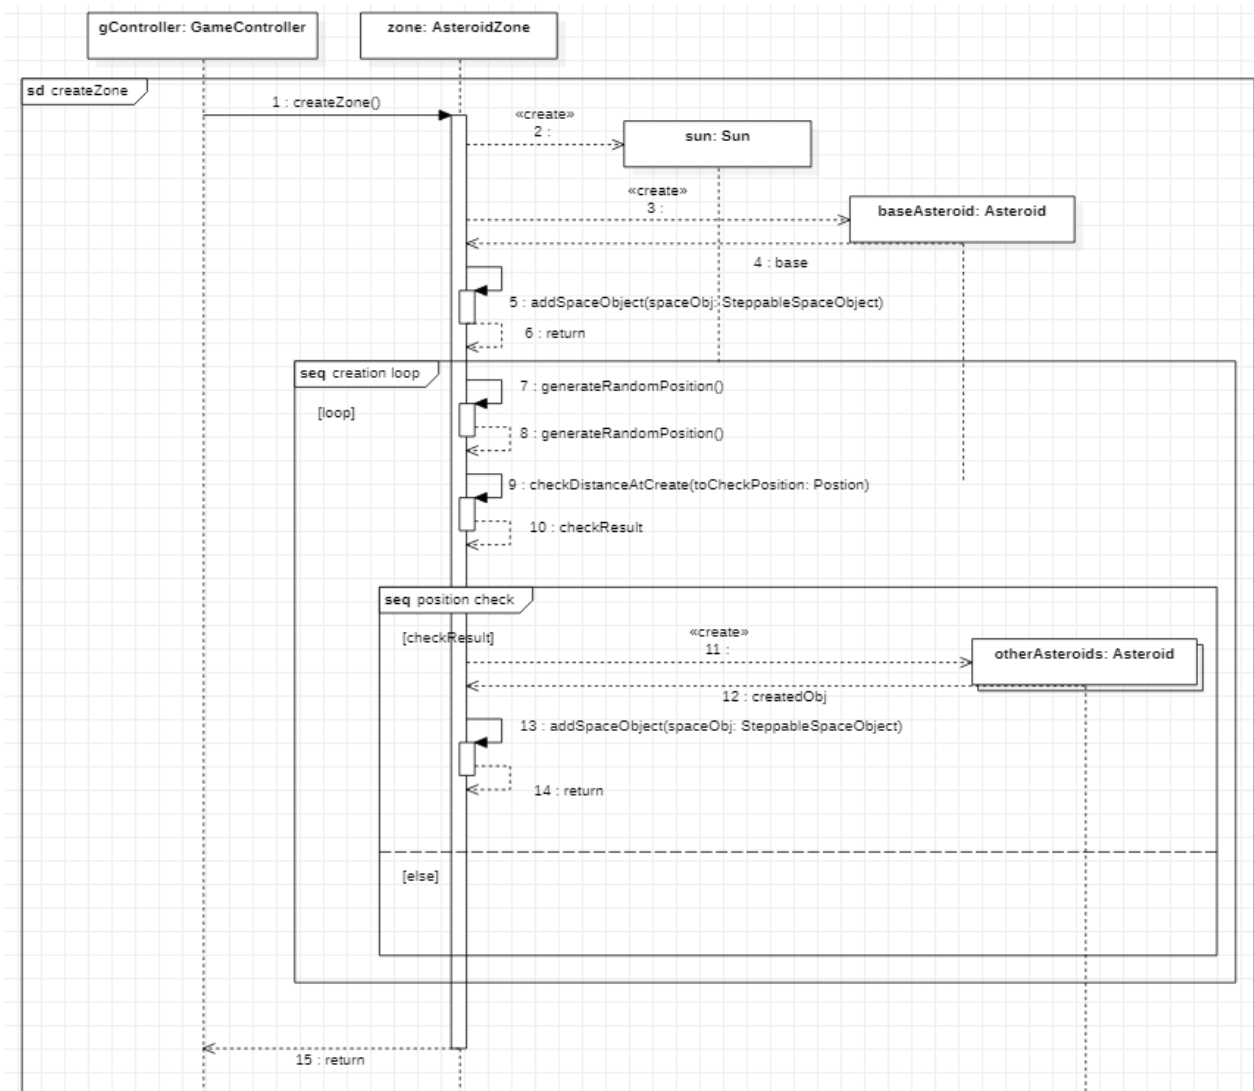 gController: GameController
zone: AsteroidZone
sd createZone
1 : createZone()
«create»
2 :
sun: Sun
«create»
3 :
baseAsteroid: Asteroid
4 : base
5 : addSpaceObject(spaceObj: SteppableSpaceObject)
6 : return
seq creation loop
7 : generateRandomPosition()
[loop]
8 : generateRandomPosition()
9 : checkDistanceAtCreate(toCheckPosition: Postion)
10 : checkResult
seq position check
[checkResult]
«create»
11 :
otherAsteroids: Asteroid
12 : createdObj
13 : addSpaceObject(spaceObj: SteppableSpaceObject)
14 : return
[else]
15 : return